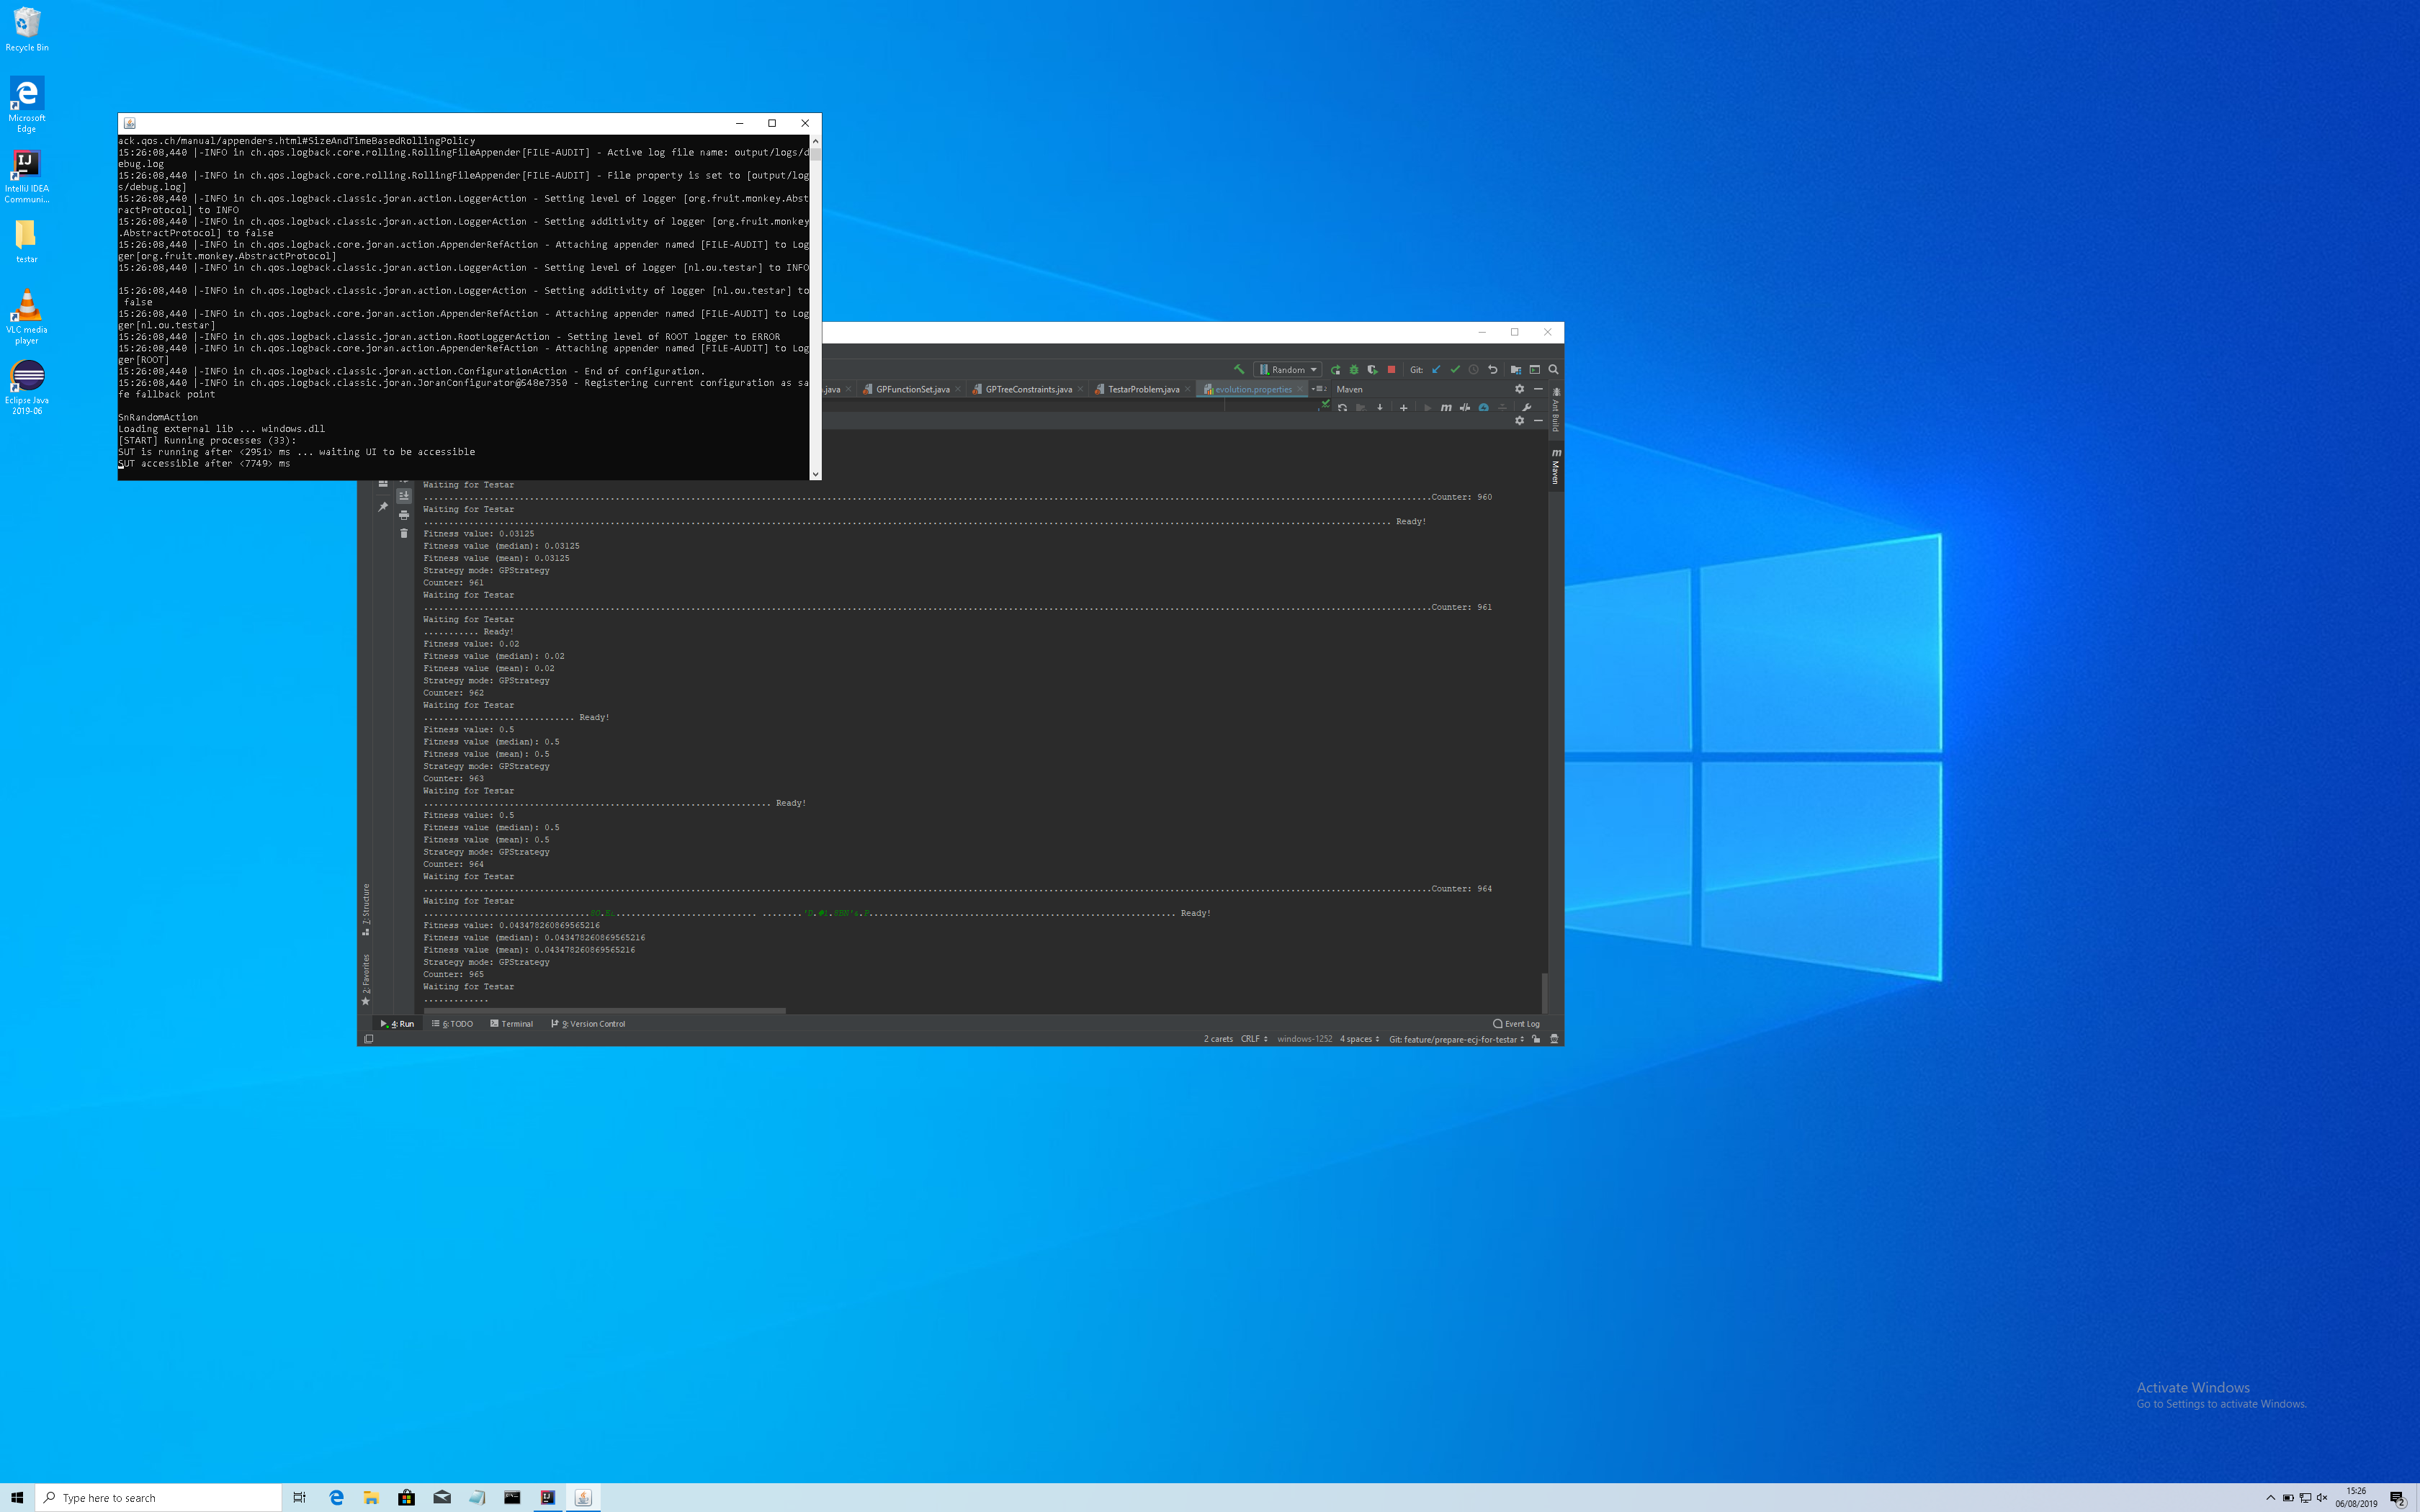 Recycle Bin
Microsoft
Edge
IntelliJ IDEA
Communi...
testar
VLC media
player
Eclipse Java
2019-06
ack.qos.ch/manual/appenders.html#SizeAndTimeBasedRollingPolicy
15:26:08,440 |-INFO in ch.qos.logback.core.rolling.RollingFileAppender[FILE-AUDIT] - Active log file name: output/logs/d
ebug.log
15:26:08,440 |-INFO in ch.qos.logback.core.rolling.RollingFileAppender[FILE-AUDIT] - File property is set to [output/log
s/debug.log]
15:26:08,440 |-INFO in ch.qos.logback.classic.joran.action.LoggerAction - Setting level of logger [org.fruit.monkey.Abst
ractProtocol] to INFO
15:26:08,440 |-INFO in ch.qos.logback.classic.joran.action.LoggerAction - Setting additivity of logger [org.fruit.monkey
.AbstractProtocol] to false
15:26:08,440 |-INFO in ch.qos.logback.core.joran.action.AppenderRefAction - Attaching appender named [FILE-AUDIT] to Log
ger[org.fruit.monkey.AbstractProtocol]
15:26:08,440 |-INFO in ch.qos.logback.classic.joran.action.LoggerAction - Setting level of logger [nl.ou.testar] to INFO
15:26:08,440 |-INFO in ch.qos.logback.classic.joran.action.LoggerAction - Setting additivity of logger [nl.ou.testar] to
false
15:26:08,440 |-INFO in ch.qos.logback.core.joran.action.AppenderRefAction - Attaching appender named [FILE-AUDIT] to Log
ger[nl.ou.testar]
15:26:08,440 |-INFO in ch.qos.logback.classic.joran.action.RootLoggerAction - Setting level of ROOT logger to ERROR
15:26:08,440 |-INFO in ch.qos.logback.core.joran.action.AppenderRefAction - Attaching appender named [FILE-AUDIT] to Log
ger[ROOT]
15:26:08,440 |-INFO in ch.qos.logback.classic.joran.action.ConfigurationAction - End of configuration.
15:26:08,440 |-INFO in ch.qos.logback.classic.joran.JoranConfigurator@548e7350 - Registering current configuration as sa
fe fallback point
SnRandomAction
Loading external lib ... windows.dll
[START] Running processes (33):
SUT is running after <2951> ms ... waiting UI to be accessible
SUT accessible after <7749> ms
Random Git:
.java GPFunctionSet.java GPTreeConstraints.java TestarProblem.java evolution.properties Maven
Ant Build
Maven
Waiting for Testar
Counter: 960
Waiting for Testar
Ready!
Fitness value: 0.03125
Fitness value (median): 0.03125
Fitness value (mean): 0.03125
Strategy mode: GPStrategy
Counter: 961
Waiting for Testar
Counter: 961
Waiting for Testar
........... Ready!
Fitness value: 0.02
Fitness value (median): 0.02
Fitness value (mean): 0.02
Strategy mode: GPStrategy
Counter: 962
Waiting for Testar
.............................. Ready!
Fitness value: 0.5
Fitness value (median): 0.5
Fitness value (mean): 0.5
Strategy mode: GPStrategy
Counter: 963
Waiting for Testar
Ready!
Fitness value: 0.5
Fitness value (median): 0.5
Fitness value (mean): 0.5
Strategy mode: GPStrategy
Counter: 964
Waiting for Testar
Counter: 964
Waiting for Testar
Ready!
Fitness value: 0.043478260869565216
Fitness value (median): 0.043478260869565216
Fitness value (mean): 0.043478260869565216
Strategy mode: GPStrategy
Counter: 965
Waiting for Testar
.............
7: Structure
2: Favorites
4: Run 6: TODO Terminal 9: Version Control Event Log
2 carets CRLF windows-1252 4 spaces Git: feature/prepare-ecj-for-testar
Activate Windows
Go to Settings to activate Windows.
Type here to search
15:26
06/08/2019
2